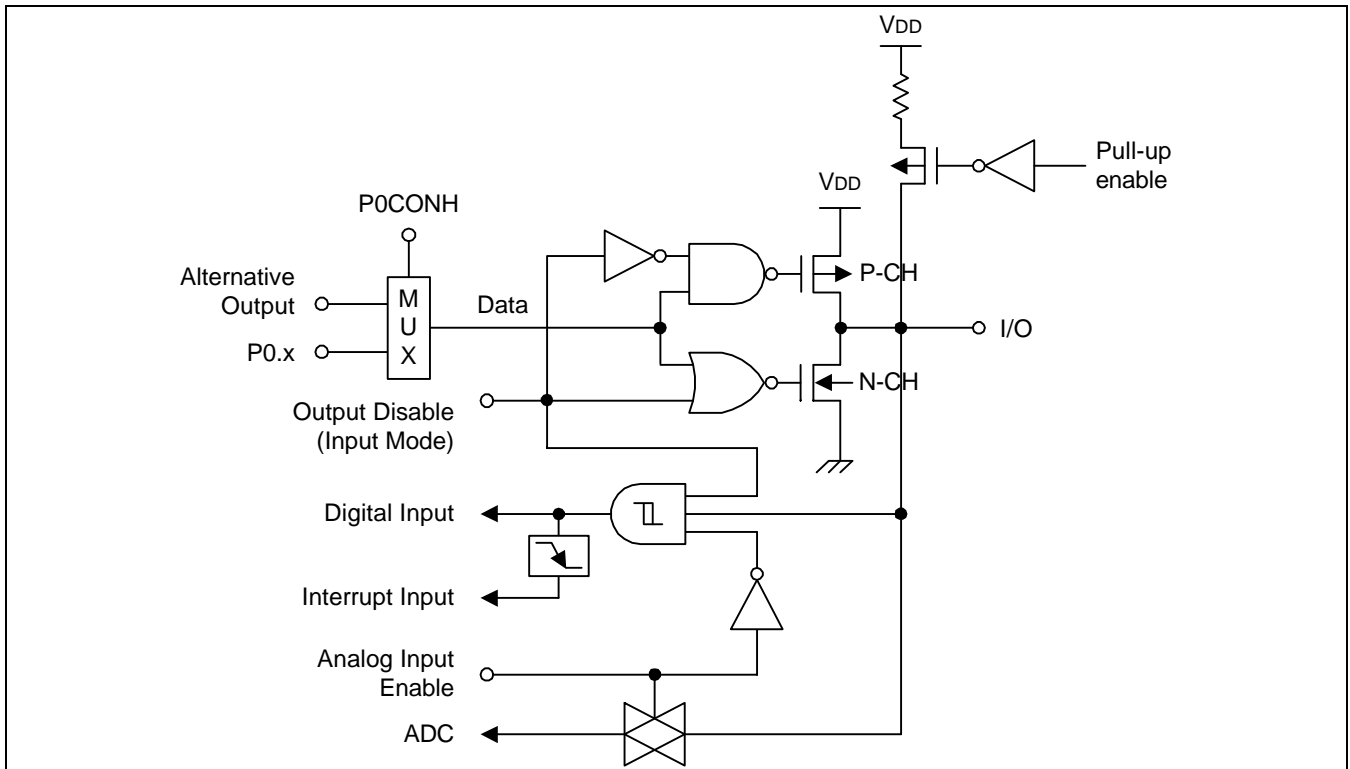 VDD
Pull-up
enable
VDD
P0CONH
P-CH
Alternative
Output
M
U
X
Data
I/O
P0.x
N-CH
Output Disable
(Input Mode)
Digital Input
Interrupt Input
Analog Input
Enable
ADC